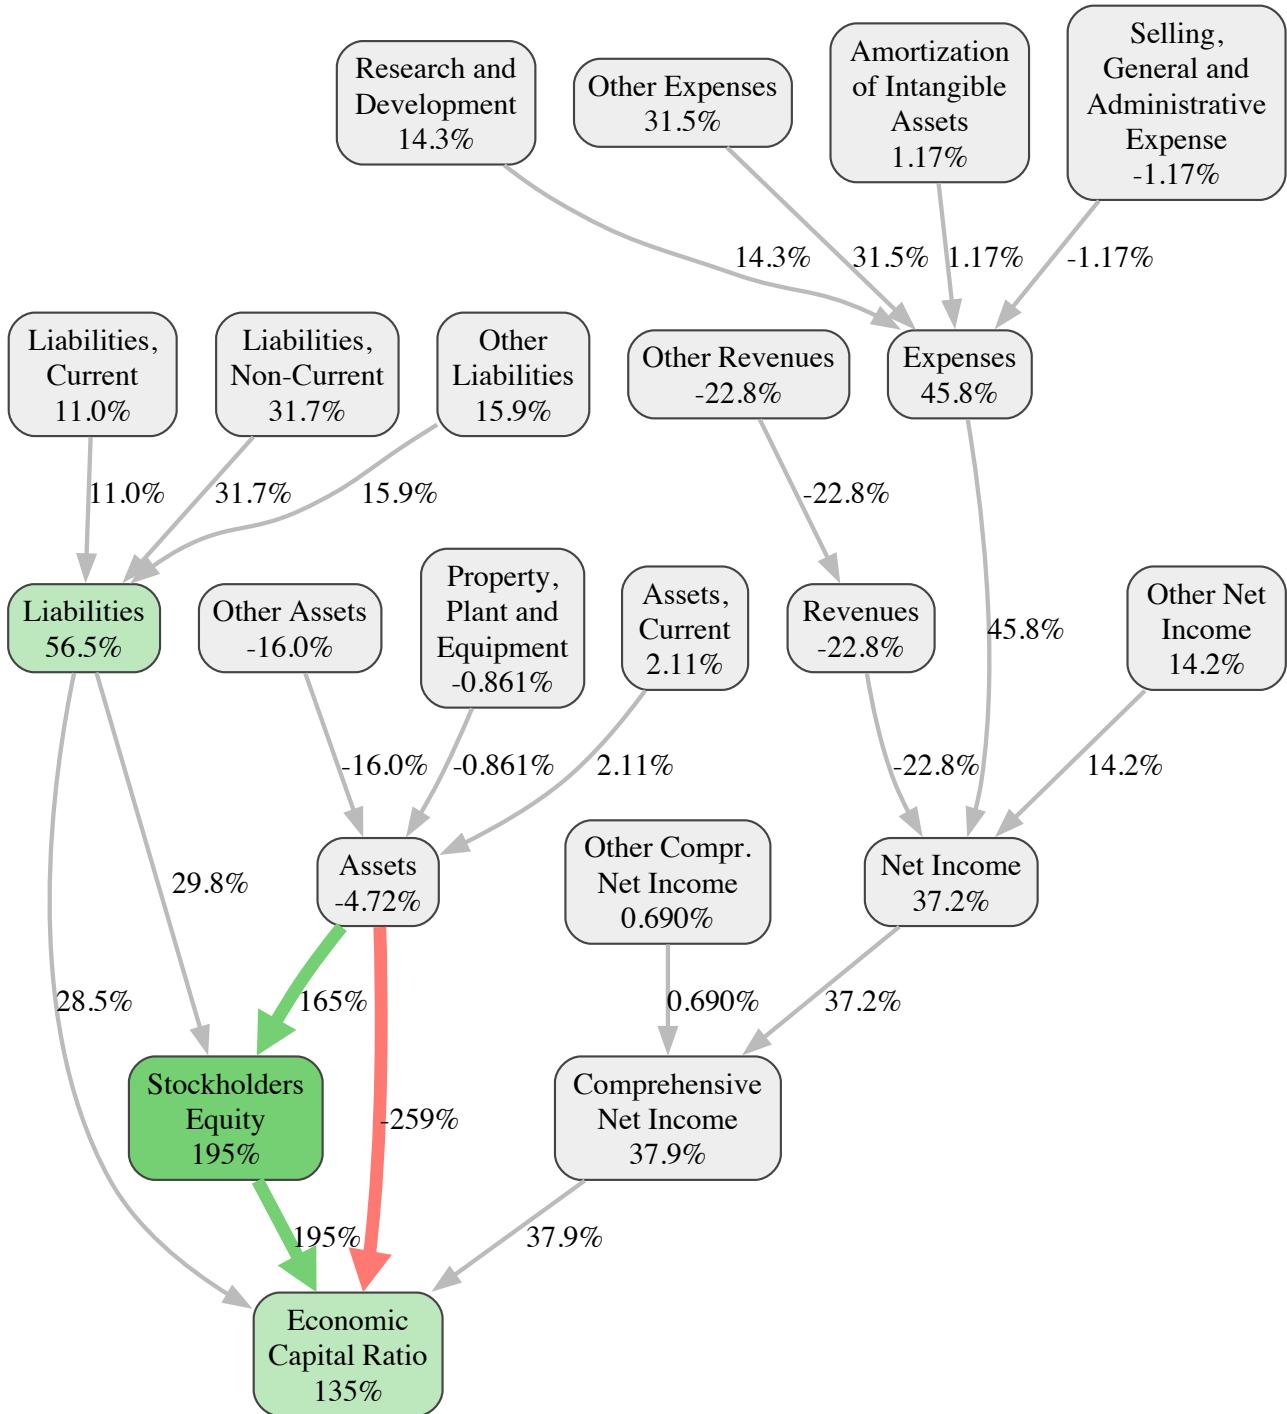 Research and
Development
14.3%
Other Expenses
31.5%
Amortization
of Intangible
Assets
1.17%
Selling,
General and
Administrative
Expense
-1.17%
14.3%
31.5%
1.17%
-1.17%
Liabilities,
Current
11.0%
Liabilities,
Non-Current
31.7%
Other
Liabilities
15.9%
Other Revenues
-22.8%
Expenses
45.8%
11.0%
31.7%
15.9%
-22.8%
Liabilities
56.5%
Other Assets
-16.0%
Property,
Plant and
Equipment
-0.861%
Assets,
Current
2.11%
Revenues
-22.8%
45.8%
Other Net
Income
14.2%
-16.0%
-0.861%
2.11%
-22.8%
14.2%
29.8%
Assets
-4.72%
Other Compr.
Net Income
0.690%
Net Income
37.2%
28.5%
165%
0.690%
37.2%
Stockholders
Equity
195%
-259%
Comprehensive
Net Income
37.9%
195%
37.9%
Economic
Capital Ratio
135%